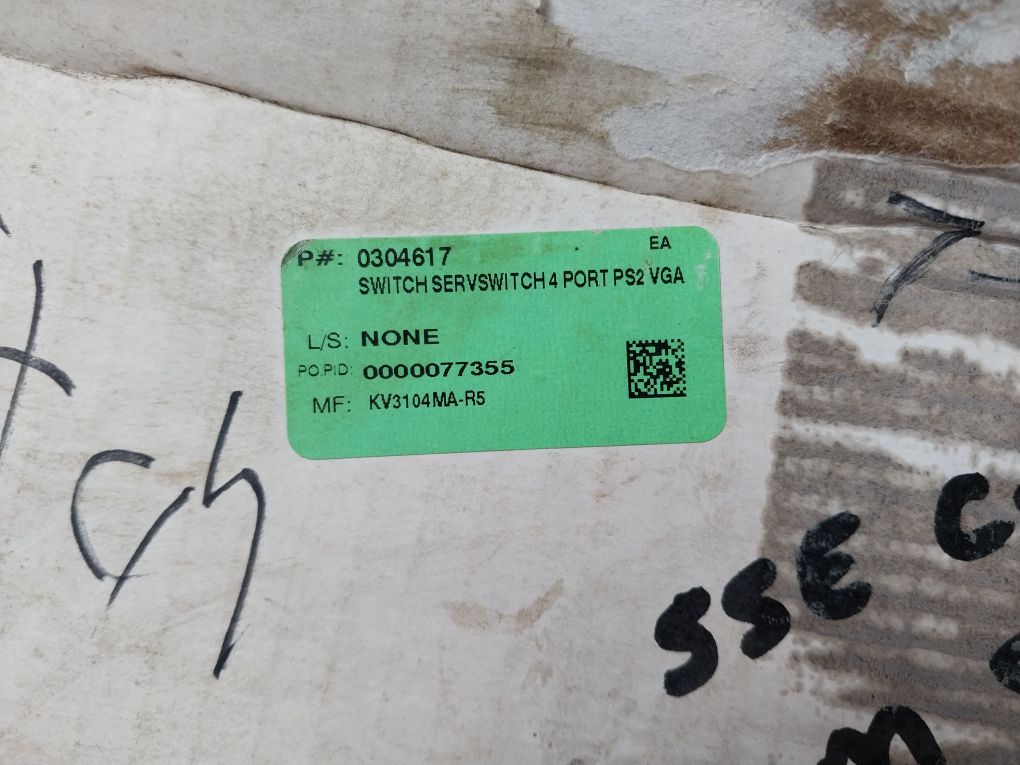 P#: 0304617 EA
SWITCH SERVSWITCH 4 PORT PS2 VGA
L/S: NONE
PO.PID: 0000077355
MF: KV3104MA-R5
SSE